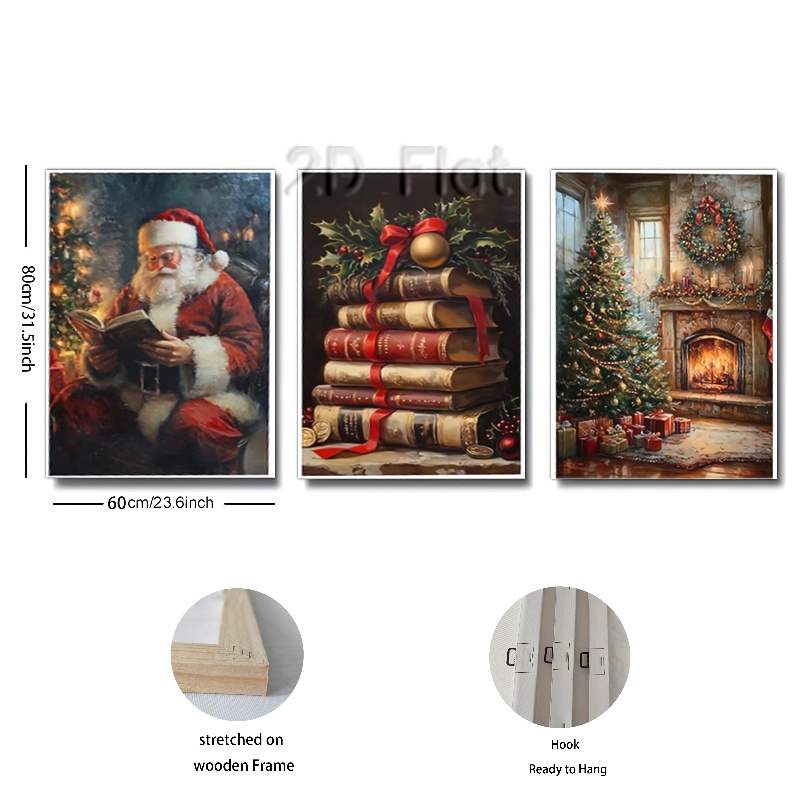 2D Flat
80cm/31.5inch
60cm/23.6inch
stretched on
wooden Frame
Hook
Ready to Hang